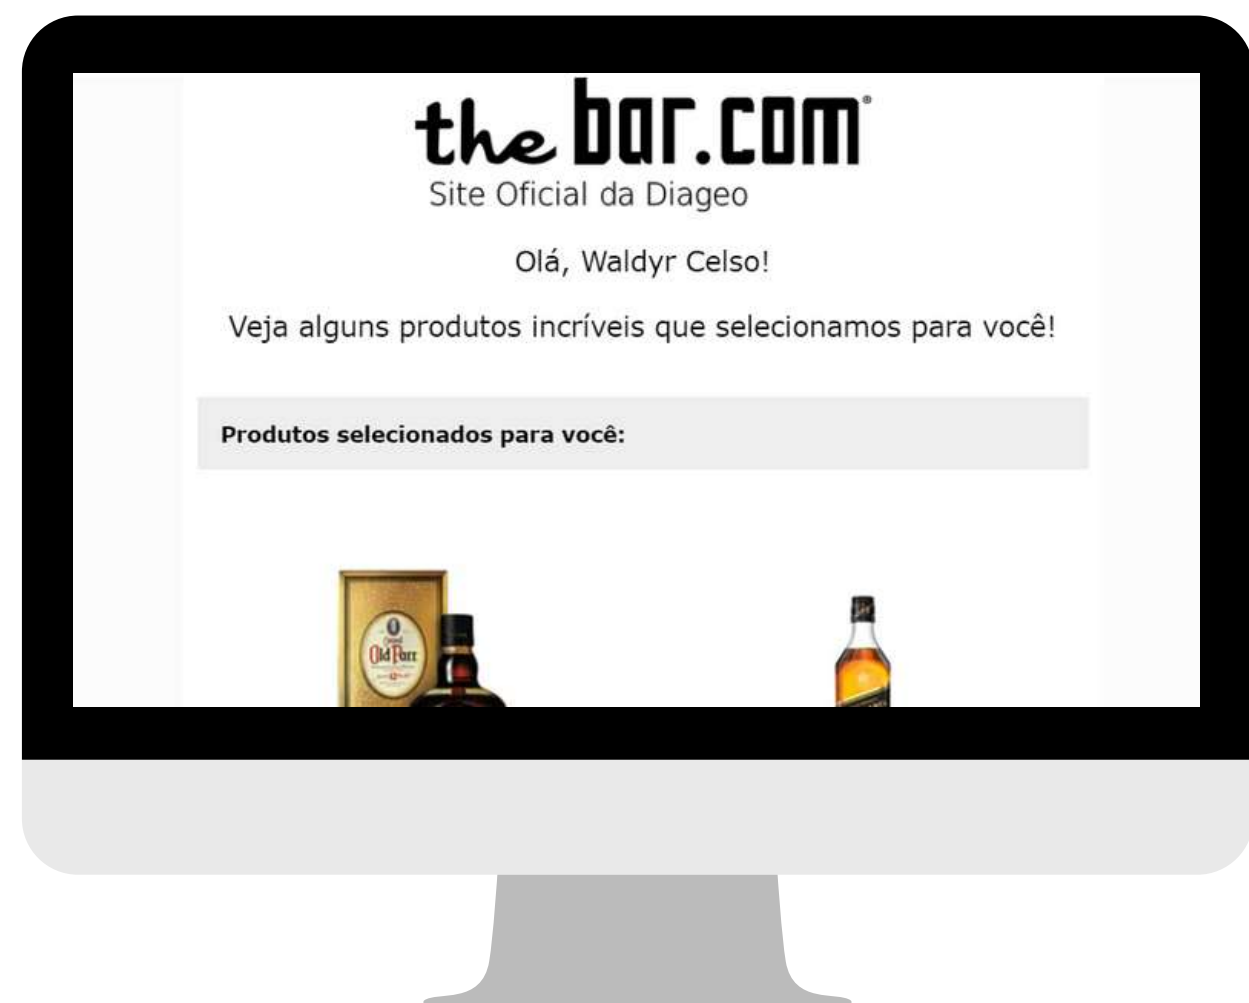 the bar.com®
Site Oficial da Diageo
Olá, Waldyr Celso!
Veja alguns produtos incríveis que selecionamos para você!
Produtos selecionados para você:
Grand
Old Parr